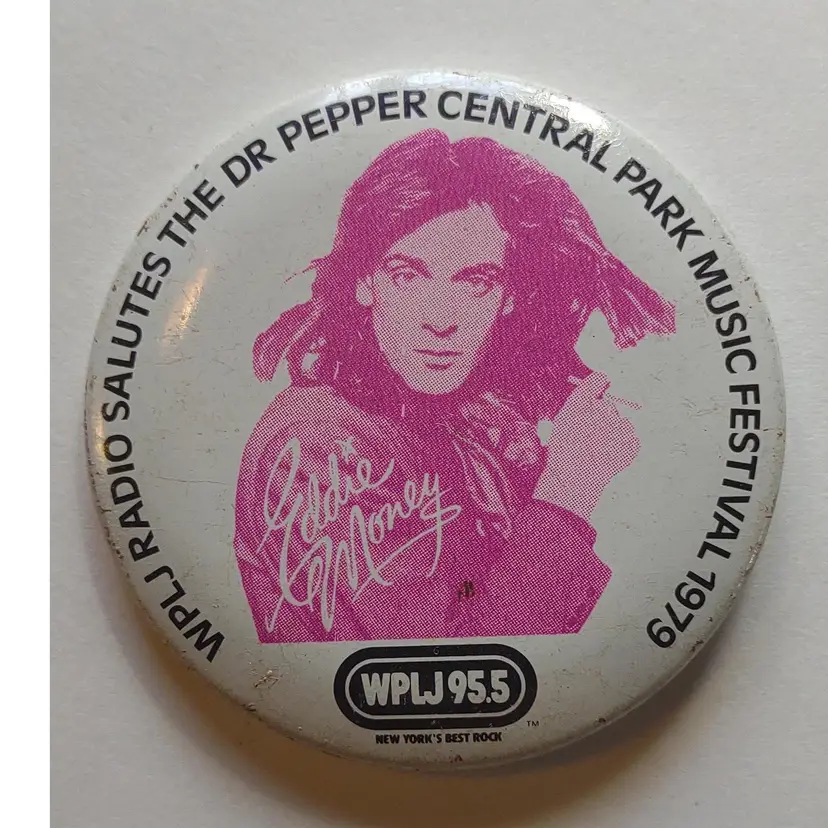 WPLJ RADIO SALUTES THE DR PEPPER CENTRAL PARK MUSIC FESTIVAL 1979
Eddie
Money
WPLJ 95.5
TM
NEW YORK'S BEST ROCK